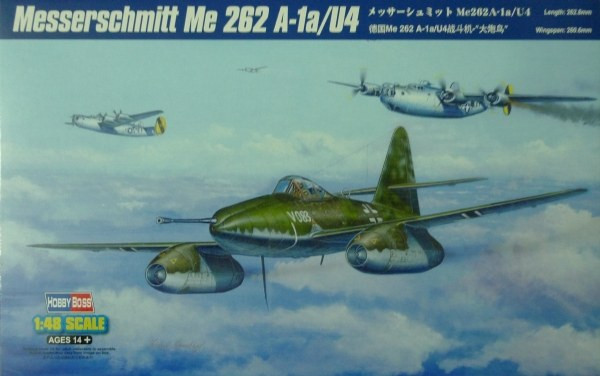 Messerschmitt Me 262 A-1a/U4
メッサーシュミット Me262A-1a/U4
德国Me 262 A-1a/U4战斗机-"大炮鸟"
Length: 262.6mm
Wingspan: 260.6mm
V083
HOBBY BOSS
1:48 SCALE
AGES 14 +